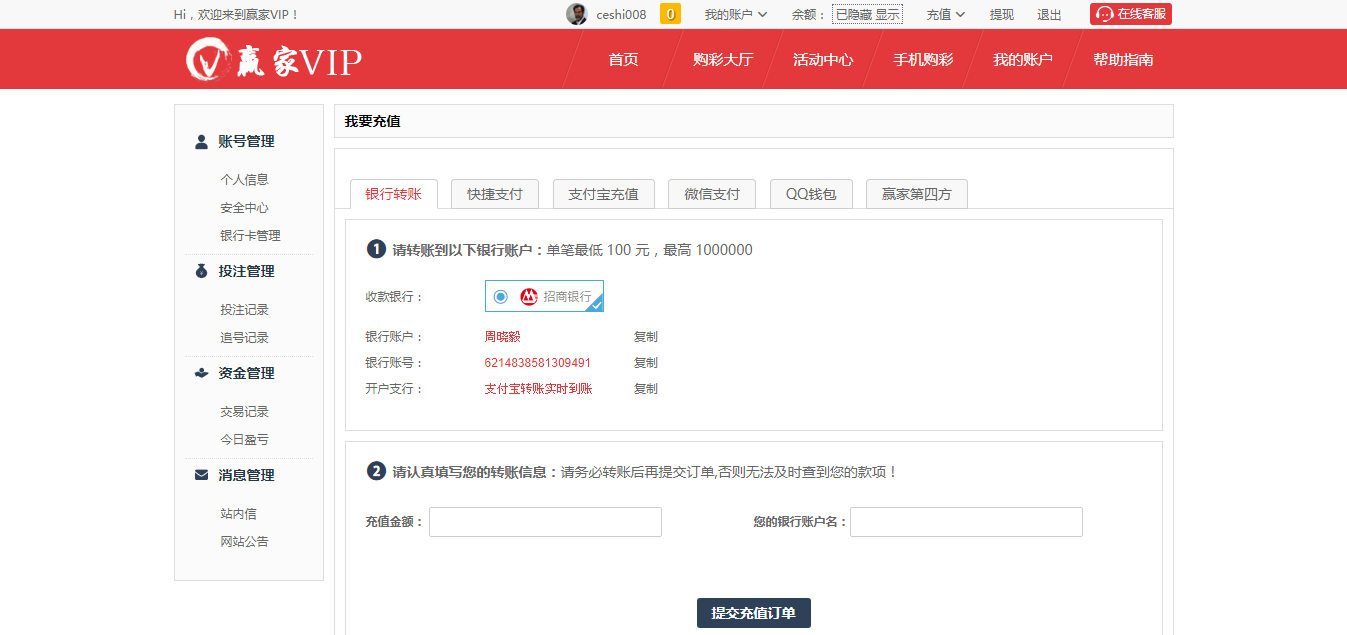 Hi，欢迎来到赢家VIP！ ceshi008 0 我的账户 余额： 已隐藏 显示 充值 提现 退出 在线客服
赢家VIP 首页 购彩大厅 活动中心 手机购彩 我的账户 帮助指南
账号管理
个人信息
安全中心
银行卡管理
投注管理
投注记录
追号记录
资金管理
交易记录
今日盈亏
消息管理
站内信
网站公告
我要充值
银行转账 快捷支付 支付宝充值 微信支付 QQ钱包 赢家第四方
1 请转账到以下银行账户：单笔最低 100 元，最高 1000000
收款银行： 招商银行
银行账户： 周晓毅 复制
银行账号： 6214838581309491 复制
开户支行： 支付宝转账实时到账 复制
2 请认真填写您的转账信息：请务必转账后再提交订单,否则无法及时查到您的款项！
充值金额： 您的银行账户名：
提交充值订单